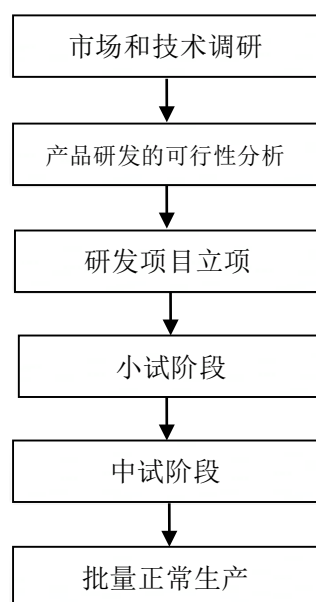 市场和技术调研
产品研发的可行性分析
研发项目立项
小试阶段
中试阶段
批量正常生产